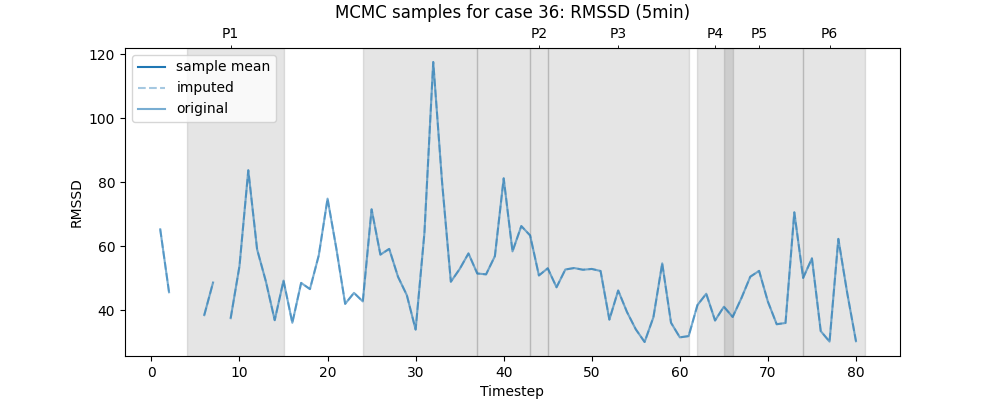 MCMC samples for case 36: RMSSD (5min)
P1 P2 P3 P4 P5 P6
sample mean
imputed
original
120
100
80
60
40
RMSSD
0 10 20 30 40 50 60 70 80
Timestep